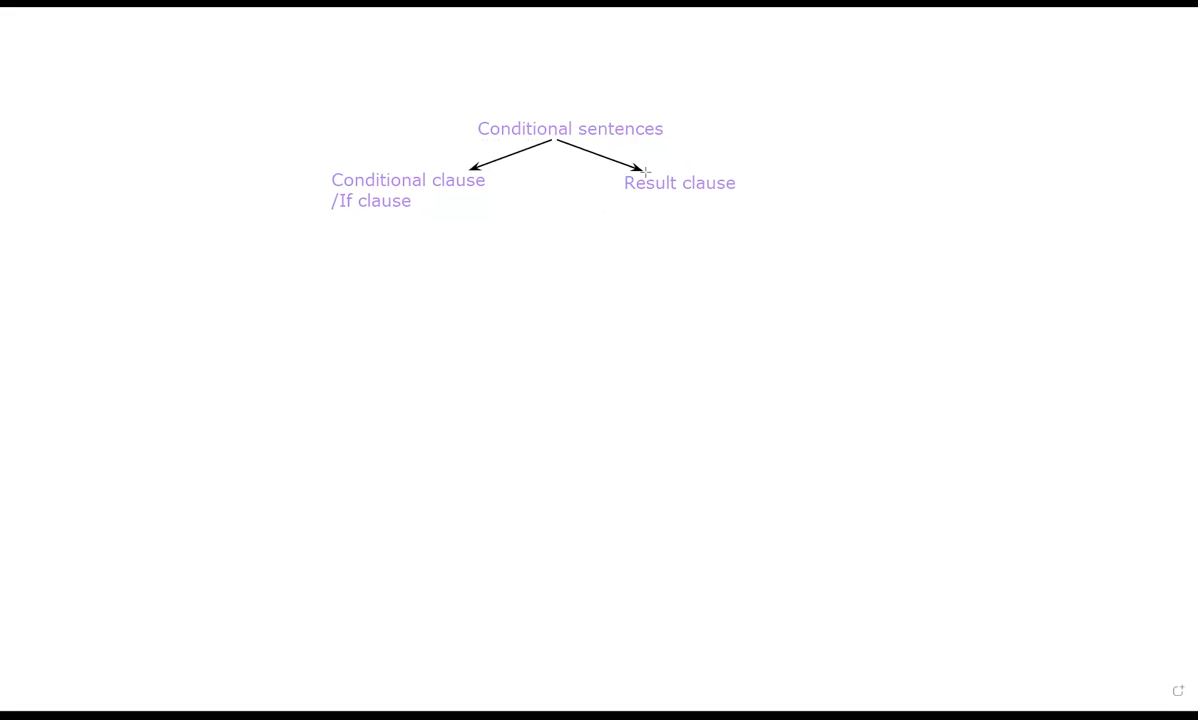 Conditional sentences
Conditional clause
/If clause
Result clause